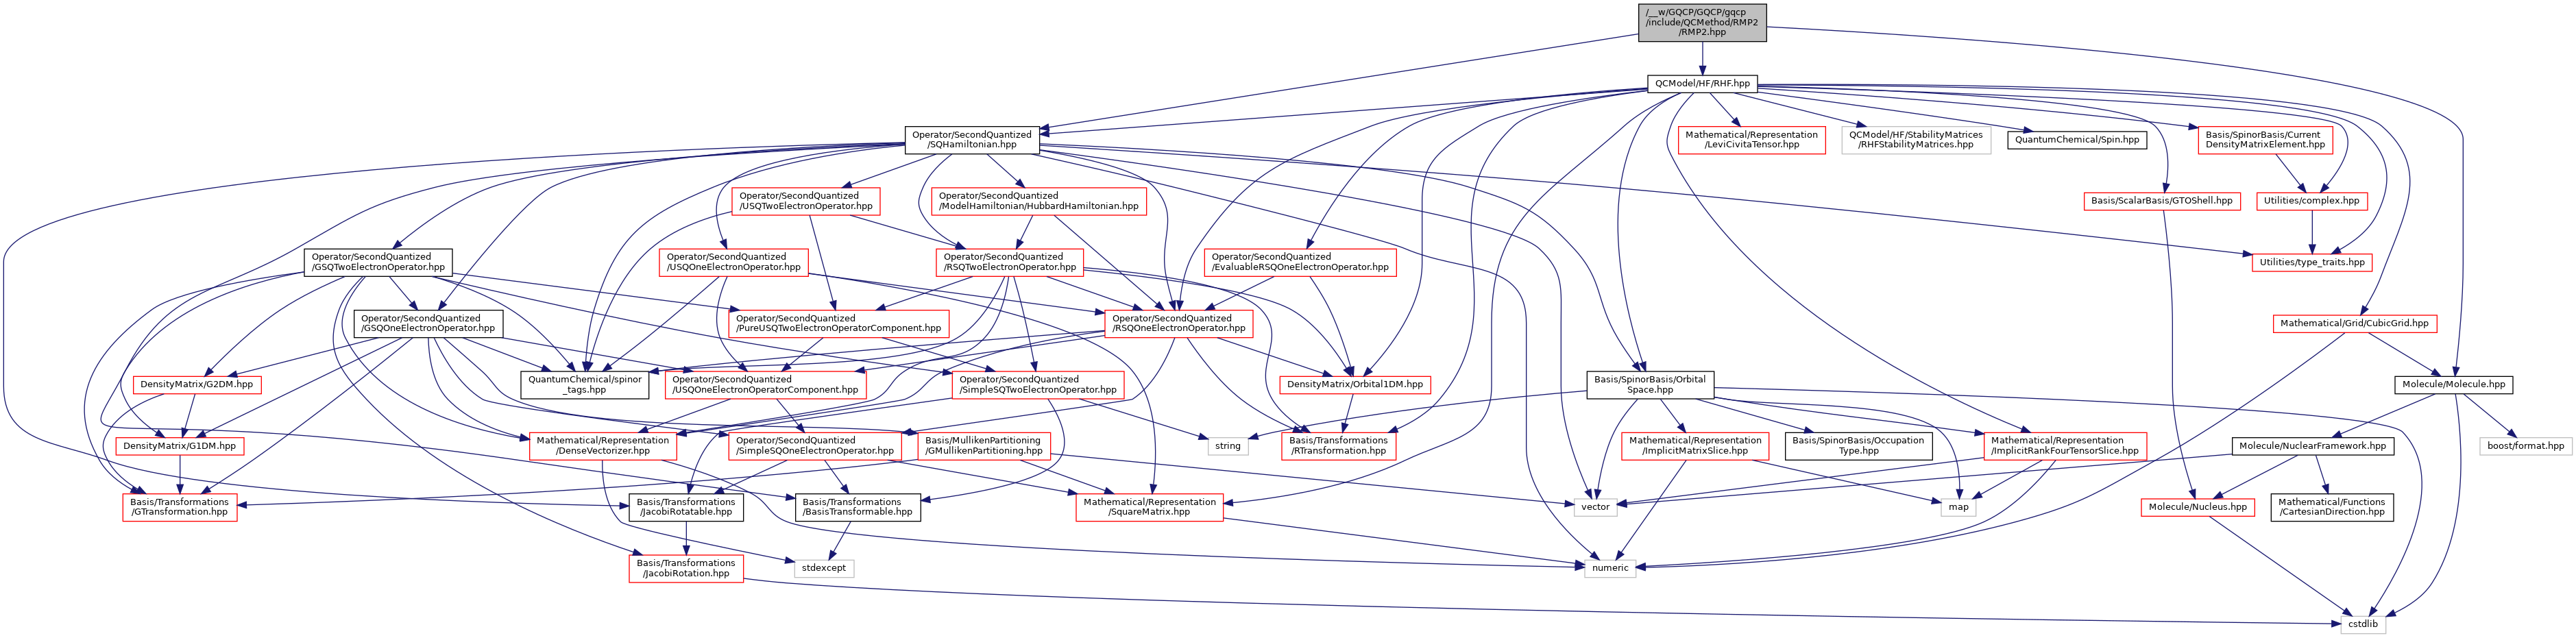 /__w/GQCP/GQCP/gqcp
/include/QCMethod/RMP2
/RMP2.hpp
QCModel/HF/RHF.hpp
Operator/SecondQuantized
/SQHamiltonian.hpp
Mathematical/Representation
/LeviCivitaTensor.hpp
QCModel/HF/StabilityMatrices
/RHFStabilityMatrices.hpp
QuantumChemical/Spin.hpp
Basis/SpinorBasis/Current
DensityMatrixElement.hpp
Operator/SecondQuantized
/USQTwoElectronOperator.hpp
Operator/SecondQuantized
/ModelHamiltonian/HubbardHamiltonian.hpp
Basis/ScalarBasis/GTOShell.hpp
Utilities/complex.hpp
Operator/SecondQuantized
/GSQTwoElectronOperator.hpp
Operator/SecondQuantized
/USQOneElectronOperator.hpp
Operator/SecondQuantized
/RSQTwoElectronOperator.hpp
Operator/SecondQuantized
/EvaluableRSQOneElectronOperator.hpp
Utilities/type_traits.hpp
Operator/SecondQuantized
/GSQOneElectronOperator.hpp
Operator/SecondQuantized
/PureUSQTwoElectronOperatorComponent.hpp
Operator/SecondQuantized
/RSQOneElectronOperator.hpp
Mathematical/Grid/CubicGrid.hpp
DensityMatrix/G2DM.hpp
QuantumChemical/spinor
_tags.hpp
Operator/SecondQuantized
/USQOneElectronOperatorComponent.hpp
Operator/SecondQuantized
/SimpleSQTwoElectronOperator.hpp
DensityMatrix/Orbital1DM.hpp
Basis/SpinorBasis/Orbital
Space.hpp
Molecule/Molecule.hpp
DensityMatrix/G1DM.hpp
Mathematical/Representation
/DenseVectorizer.hpp
Operator/SecondQuantized
/SimpleSQOneElectronOperator.hpp
Basis/MullikenPartitioning
/GMullikenPartitioning.hpp
string
Basis/Transformations
/RTransformation.hpp
Mathematical/Representation
/ImplicitMatrixSlice.hpp
Basis/SpinorBasis/Occupation
Type.hpp
Mathematical/Representation
/ImplicitRankFourTensorSlice.hpp
Molecule/NuclearFramework.hpp
boost/format.hpp
Basis/Transformations
/GTransformation.hpp
Basis/Transformations
/JacobiRotatable.hpp
Basis/Transformations
/BasisTransformable.hpp
Mathematical/Representation
/SquareMatrix.hpp
vector
map
Molecule/Nucleus.hpp
Mathematical/Functions
/CartesianDirection.hpp
Basis/Transformations
/JacobiRotation.hpp
stdexcept
numeric
cstdlib